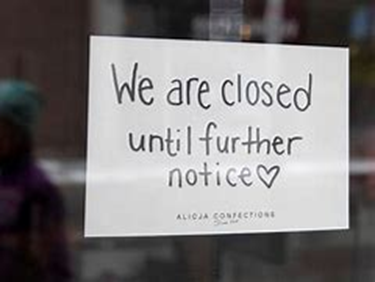 We are closed
until further
notice♡
ALICJA CONFECTIONS